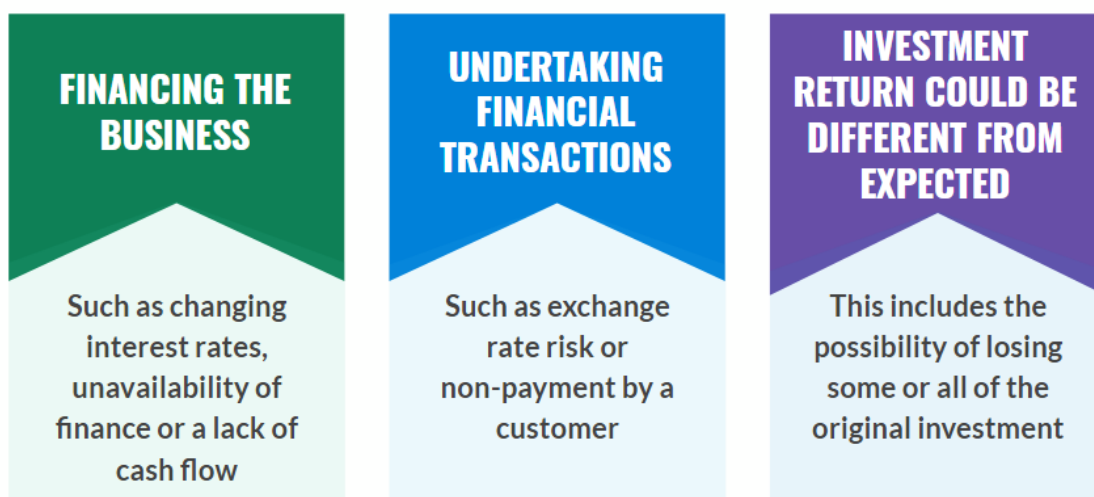 FINANCING THE
BUSINESS
Such as changing
interest rates,
unavailability of
finance or a lack of
cash flow
UNDERTAKING
FINANCIAL
TRANSACTIONS
Such as exchange
rate risk or
non-payment by a
customer
INVESTMENT
RETURN COULD BE
DIFFERENT FROM
EXPECTED
This includes the
possibility of losing
some or all of the
original investment